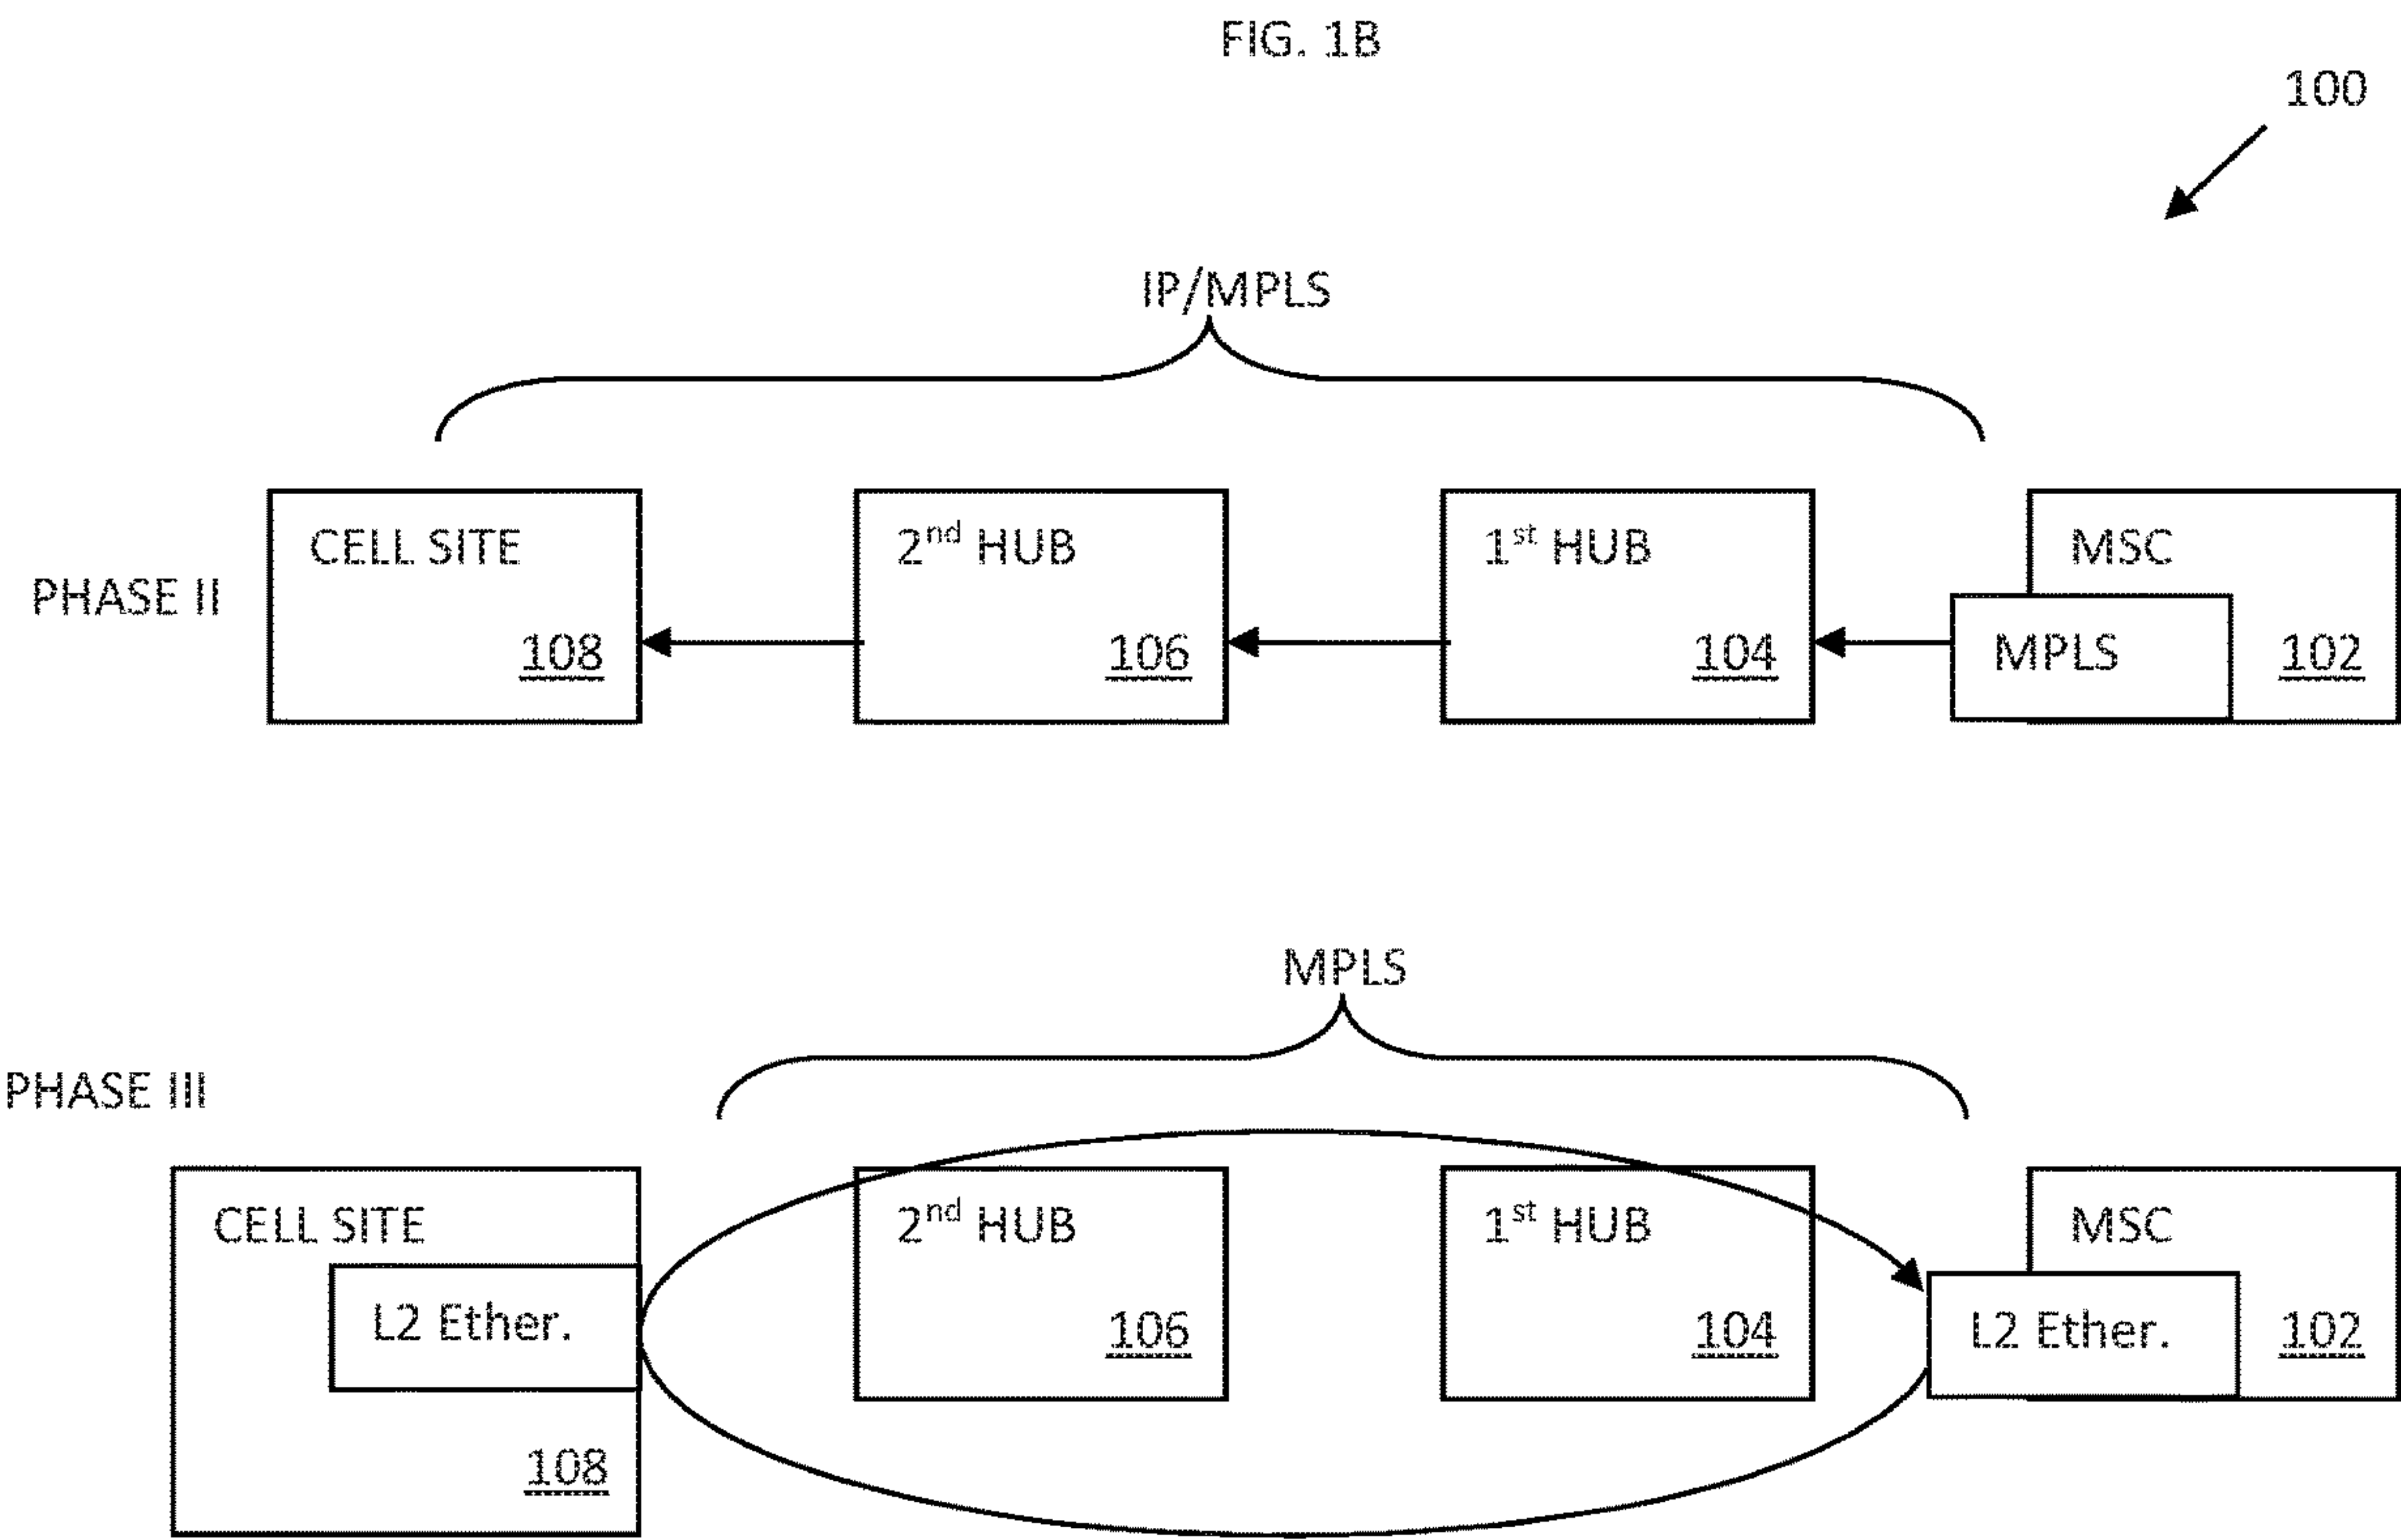 FIG. 1B
100
IP/MPLS
CELL SITE
2nd HUB
1st HUB
MSC
PHASE II
108
106
104
MPLS
102
MPLS
PHASE III
CELL SITE
2nd HUB
1st HUB
MSC
L2 Ether.
106
104
L2 Ether.
102
108